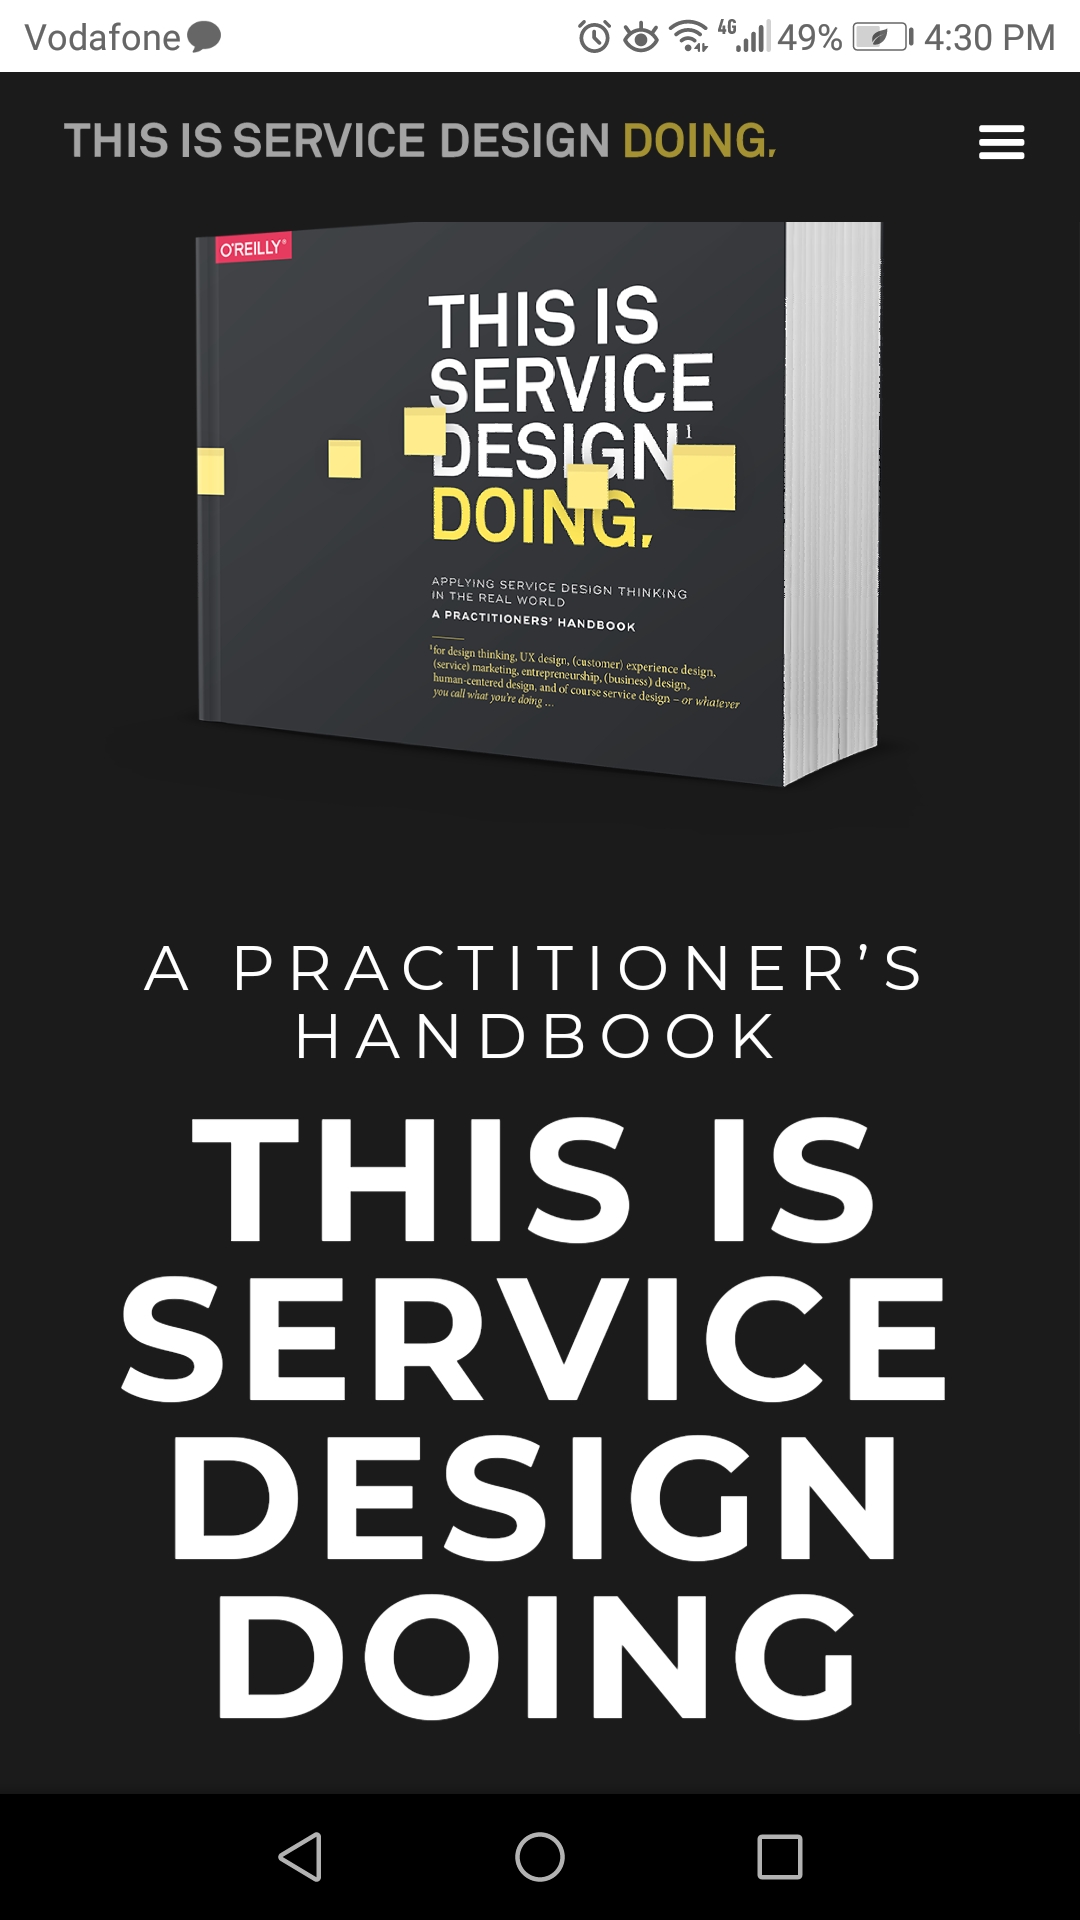 Vodafone 4G 49% 4:30 PM
THIS IS SERVICE DESIGN DOING.
O'REILLY®
THIS IS
SERVICE
DESIGN¹
DOING.
APPLYING SERVICE DESIGN THINKING
IN THE REAL WORLD
A PRACTITIONERS' HANDBOOK
¹for design thinking, UX design, (customer) experience design,
(service) marketing, entrepreneurship, (business) design,
human-centered design, and of course service design – or whatever
you call what you're doing ...
A PRACTITIONER’S
HANDBOOK
THIS IS
SERVICE
DESIGN
DOING